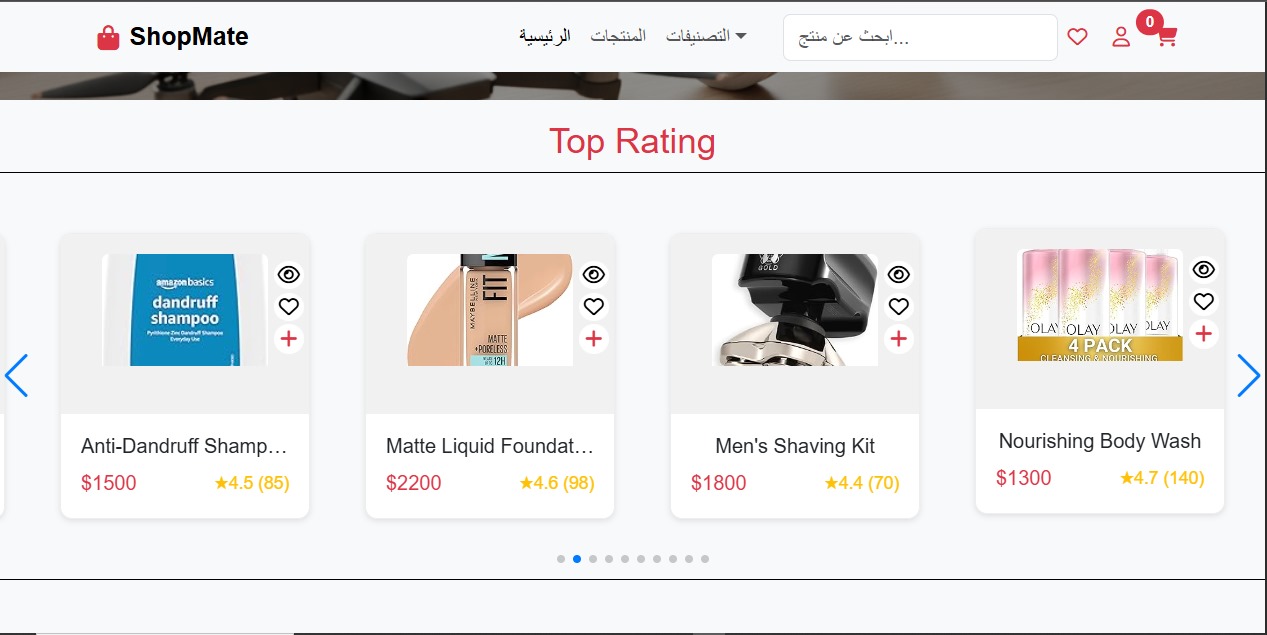 ShopMate
الرئيسية
المنتجات
التصنيفات
ابحث عن منتج...
0
Top Rating
amazon basics
dandruff
shampoo
Pyrithione Zinc Dandruff Shampoo
Everyday Use
Anti-Dandruff Shamp...
$1500
★4.5 (85)
MAYBELLINE
FIT
MATTE
+PORELESS
12H
Matte Liquid Foundat...
$2200
★4.6 (98)
GOLD
Men's Shaving Kit
$1800
★4.4 (70)
OLAY OLAY OLAY OLAY
4 PACK
CLEANSING & NOURISHING
Nourishing Body Wash
$1300
★4.7 (140)